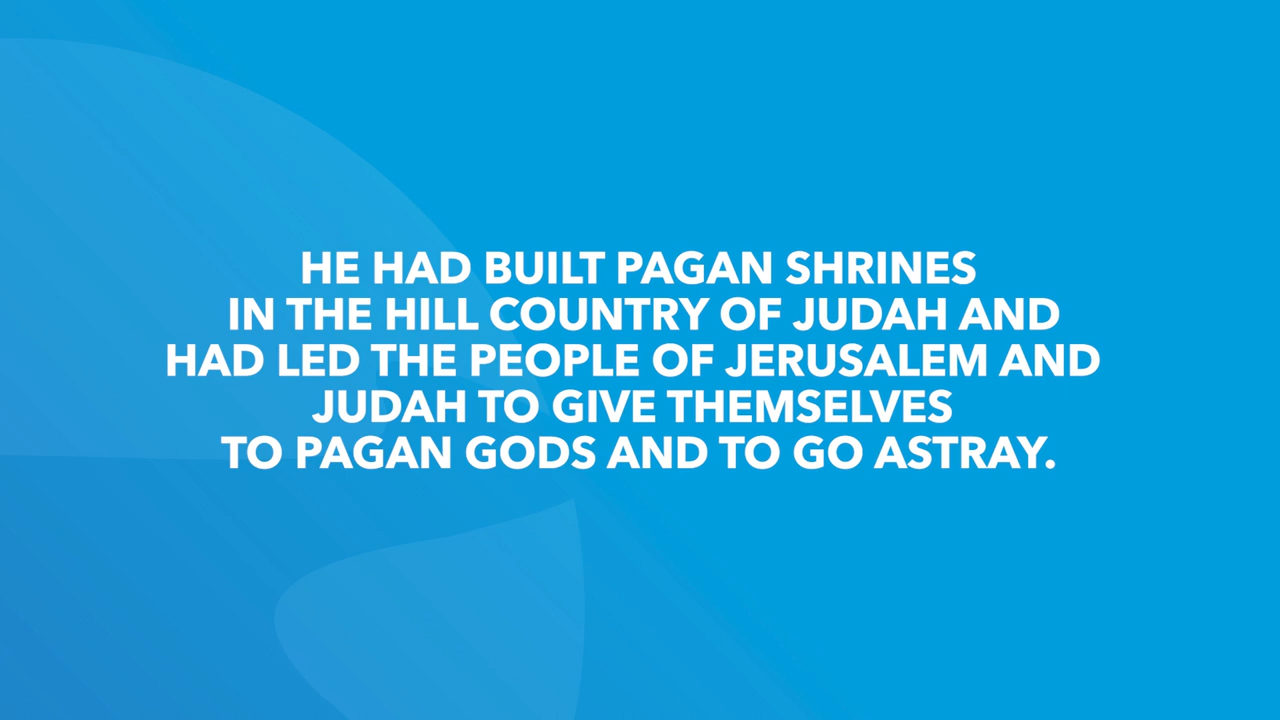 HE HAD BUILT PAGAN SHRINES
IN THE HILL COUNTRY OF JUDAH AND
HAD LED THE PEOPLE OF JERUSALEM AND
JUDAH TO GIVE THEMSELVES
TO PAGAN GODS AND TO GO ASTRAY.